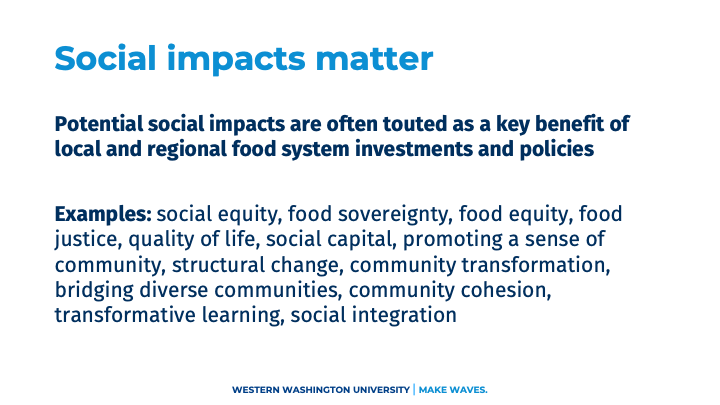 Social impacts matter
Potential social impacts are often touted as a key benefit of
local and regional food system investments and policies
Examples: social equity, food sovereignty, food equity, food
justice, quality of life, social capital, promoting a sense of
community, structural change, community transformation,
bridging diverse communities, community cohesion,
transformative learning, social integration
WESTERN WASHINGTON UNIVERSITY | MAKE WAVES.